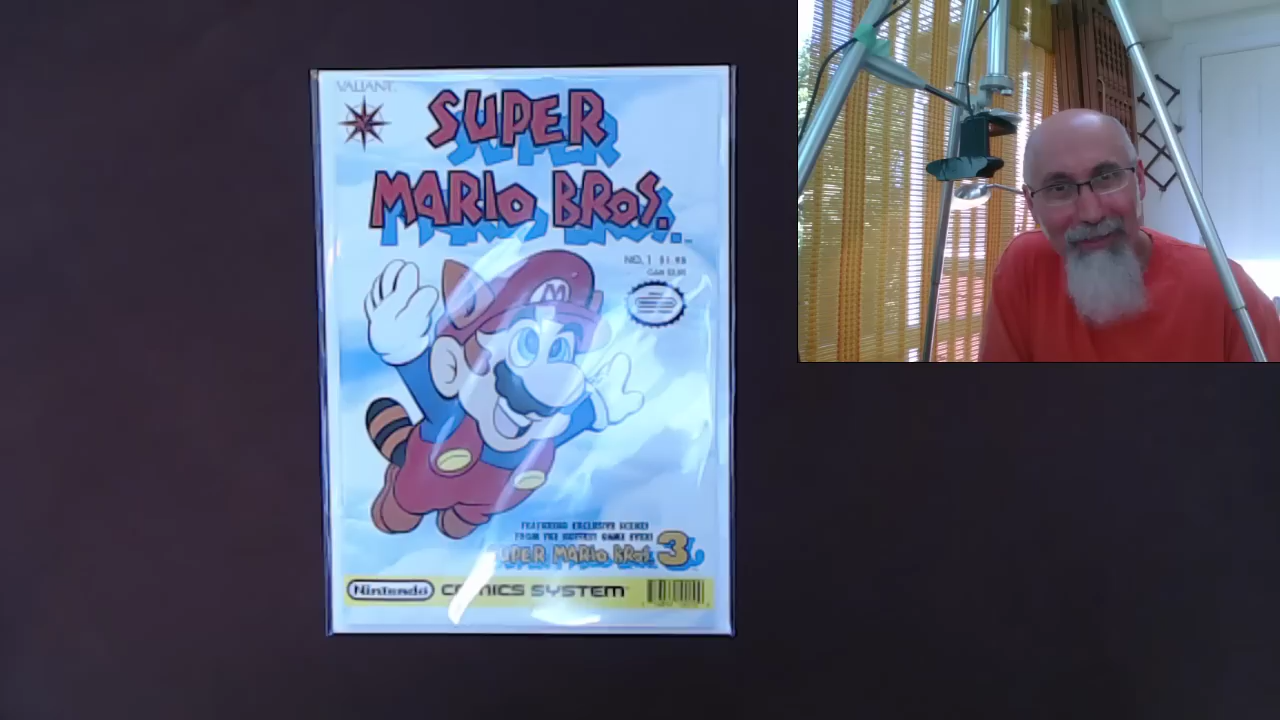 VALIANT
SUPER
MARIO BROS.
NO. 1 $1.95
M
FEATURING EXCLUSIVE SCENES
FROM THE HOTTEST GAME EVER!
SUPER MARIO BROS. 3
Nintendo COMICS SYSTEM